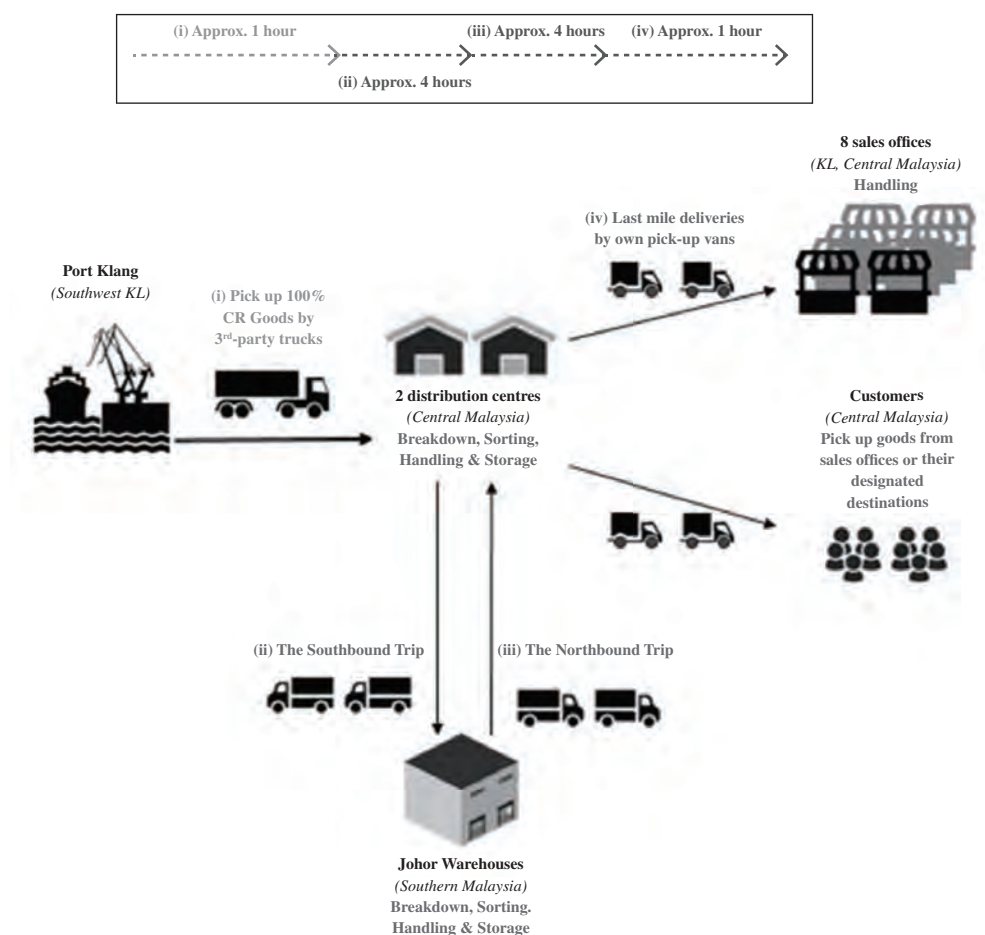 (i) Approx. 1 hour
(iii) Approx. 4 hours
(iv) Approx. 1 hour
(ii) Approx. 4 hours
8 sales offices
(KL, Central Malaysia)
Handling
(iv) Last mile deliveries
by own pick-up vans
Port Klang
(Southwest KL)
(i) Pick up 100%
CR Goods by
3rd-party trucks
2 distribution centres
(Central Malaysia)
Breakdown, Sorting,
Handling & Storage
Customers
(Central Malaysia)
Pick up goods from
sales offices or their
designated
destinations
(ii) The Southbound Trip
(iii) The Northbound Trip
Johor Warehouses
(Southern Malaysia)
Breakdown, Sorting.
Handling & Storage